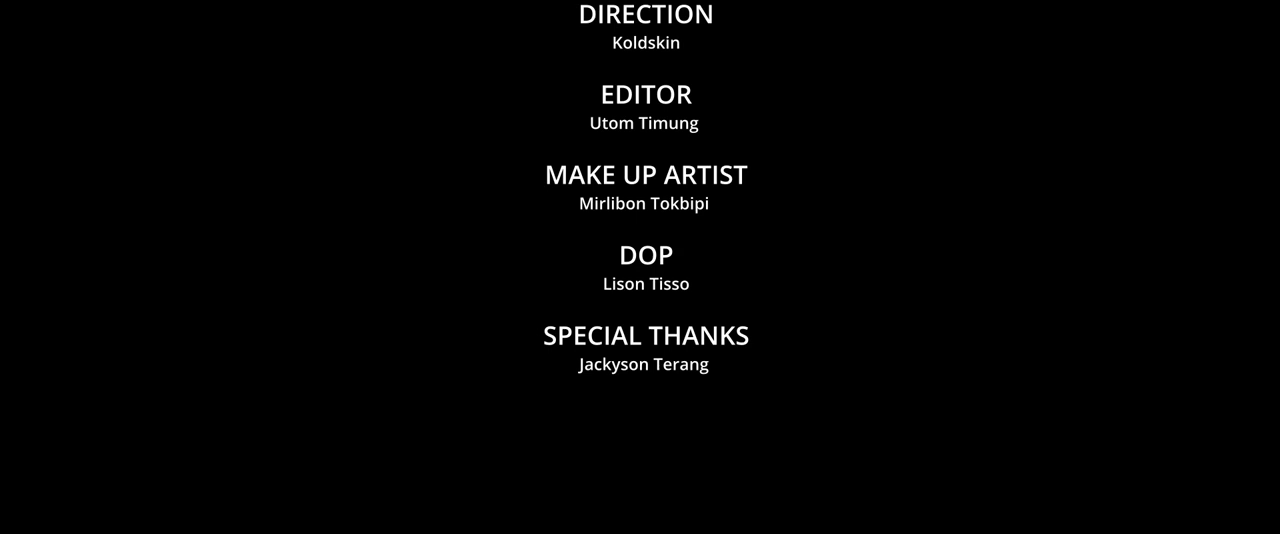 DIRECTION
Koldskin
EDITOR
Utom Timung
MAKE UP ARTIST
Mirlibon Tokbipi
DOP
Lison Tisso
SPECIAL THANKS
Jackyson Terang